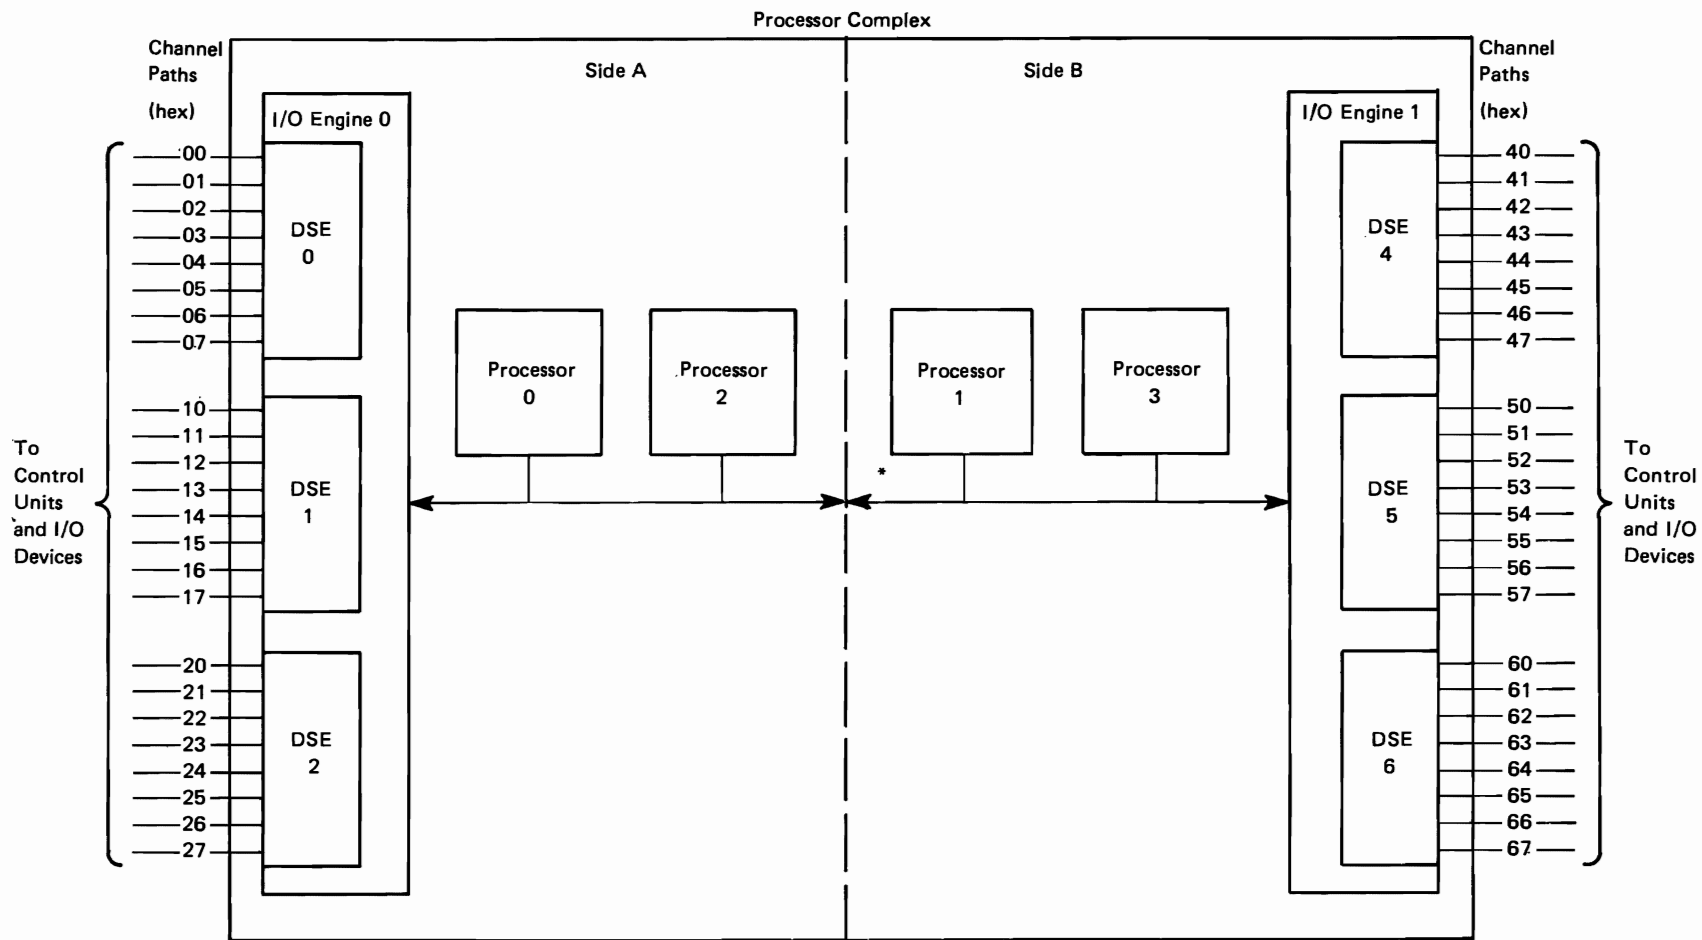 Processor Complex
Channel
Paths
(hex)
Side A
Side B
Channel
Paths
(hex)
I/O Engine 0
I/O Engine 1
00
01
02
03
04
05
06
07
DSE
0
DSE
4
40
41
42
43
44
45
46
47
Processor
0
Processor
2
Processor
1
Processor
3
*
10
11
12
13
14
15
16
17
DSE
1
DSE
5
50
51
52
53
54
55
56
57
To
Control
Units
and I/O
Devices
To
Control
Units
and I/O
Devices
20
21
22
23
24
25
26
27
DSE
2
DSE
6
60
61
62
63
64
65
66
67